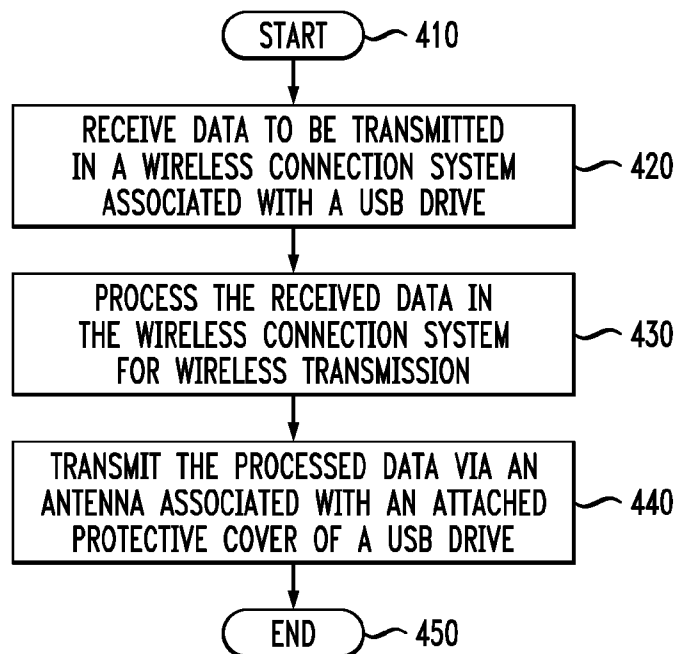 START
410
RECEIVE DATA TO BE TRANSMITTED
IN A WIRELESS CONNECTION SYSTEM
ASSOCIATED WITH A USB DRIVE
420
PROCESS THE RECEIVED DATA IN
THE WIRELESS CONNECTION SYSTEM
FOR WIRELESS TRANSMISSION
430
TRANSMIT THE PROCESSED DATA VIA AN
ANTENNA ASSOCIATED WITH AN ATTACHED
PROTECTIVE COVER OF A USB DRIVE
440
END
450